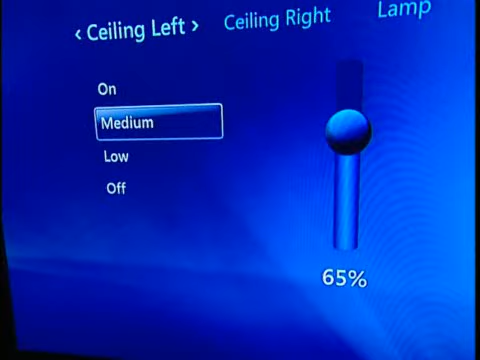 ‹ Ceiling Left › Ceiling Right Lamp
On
Medium
Low
Off
65%